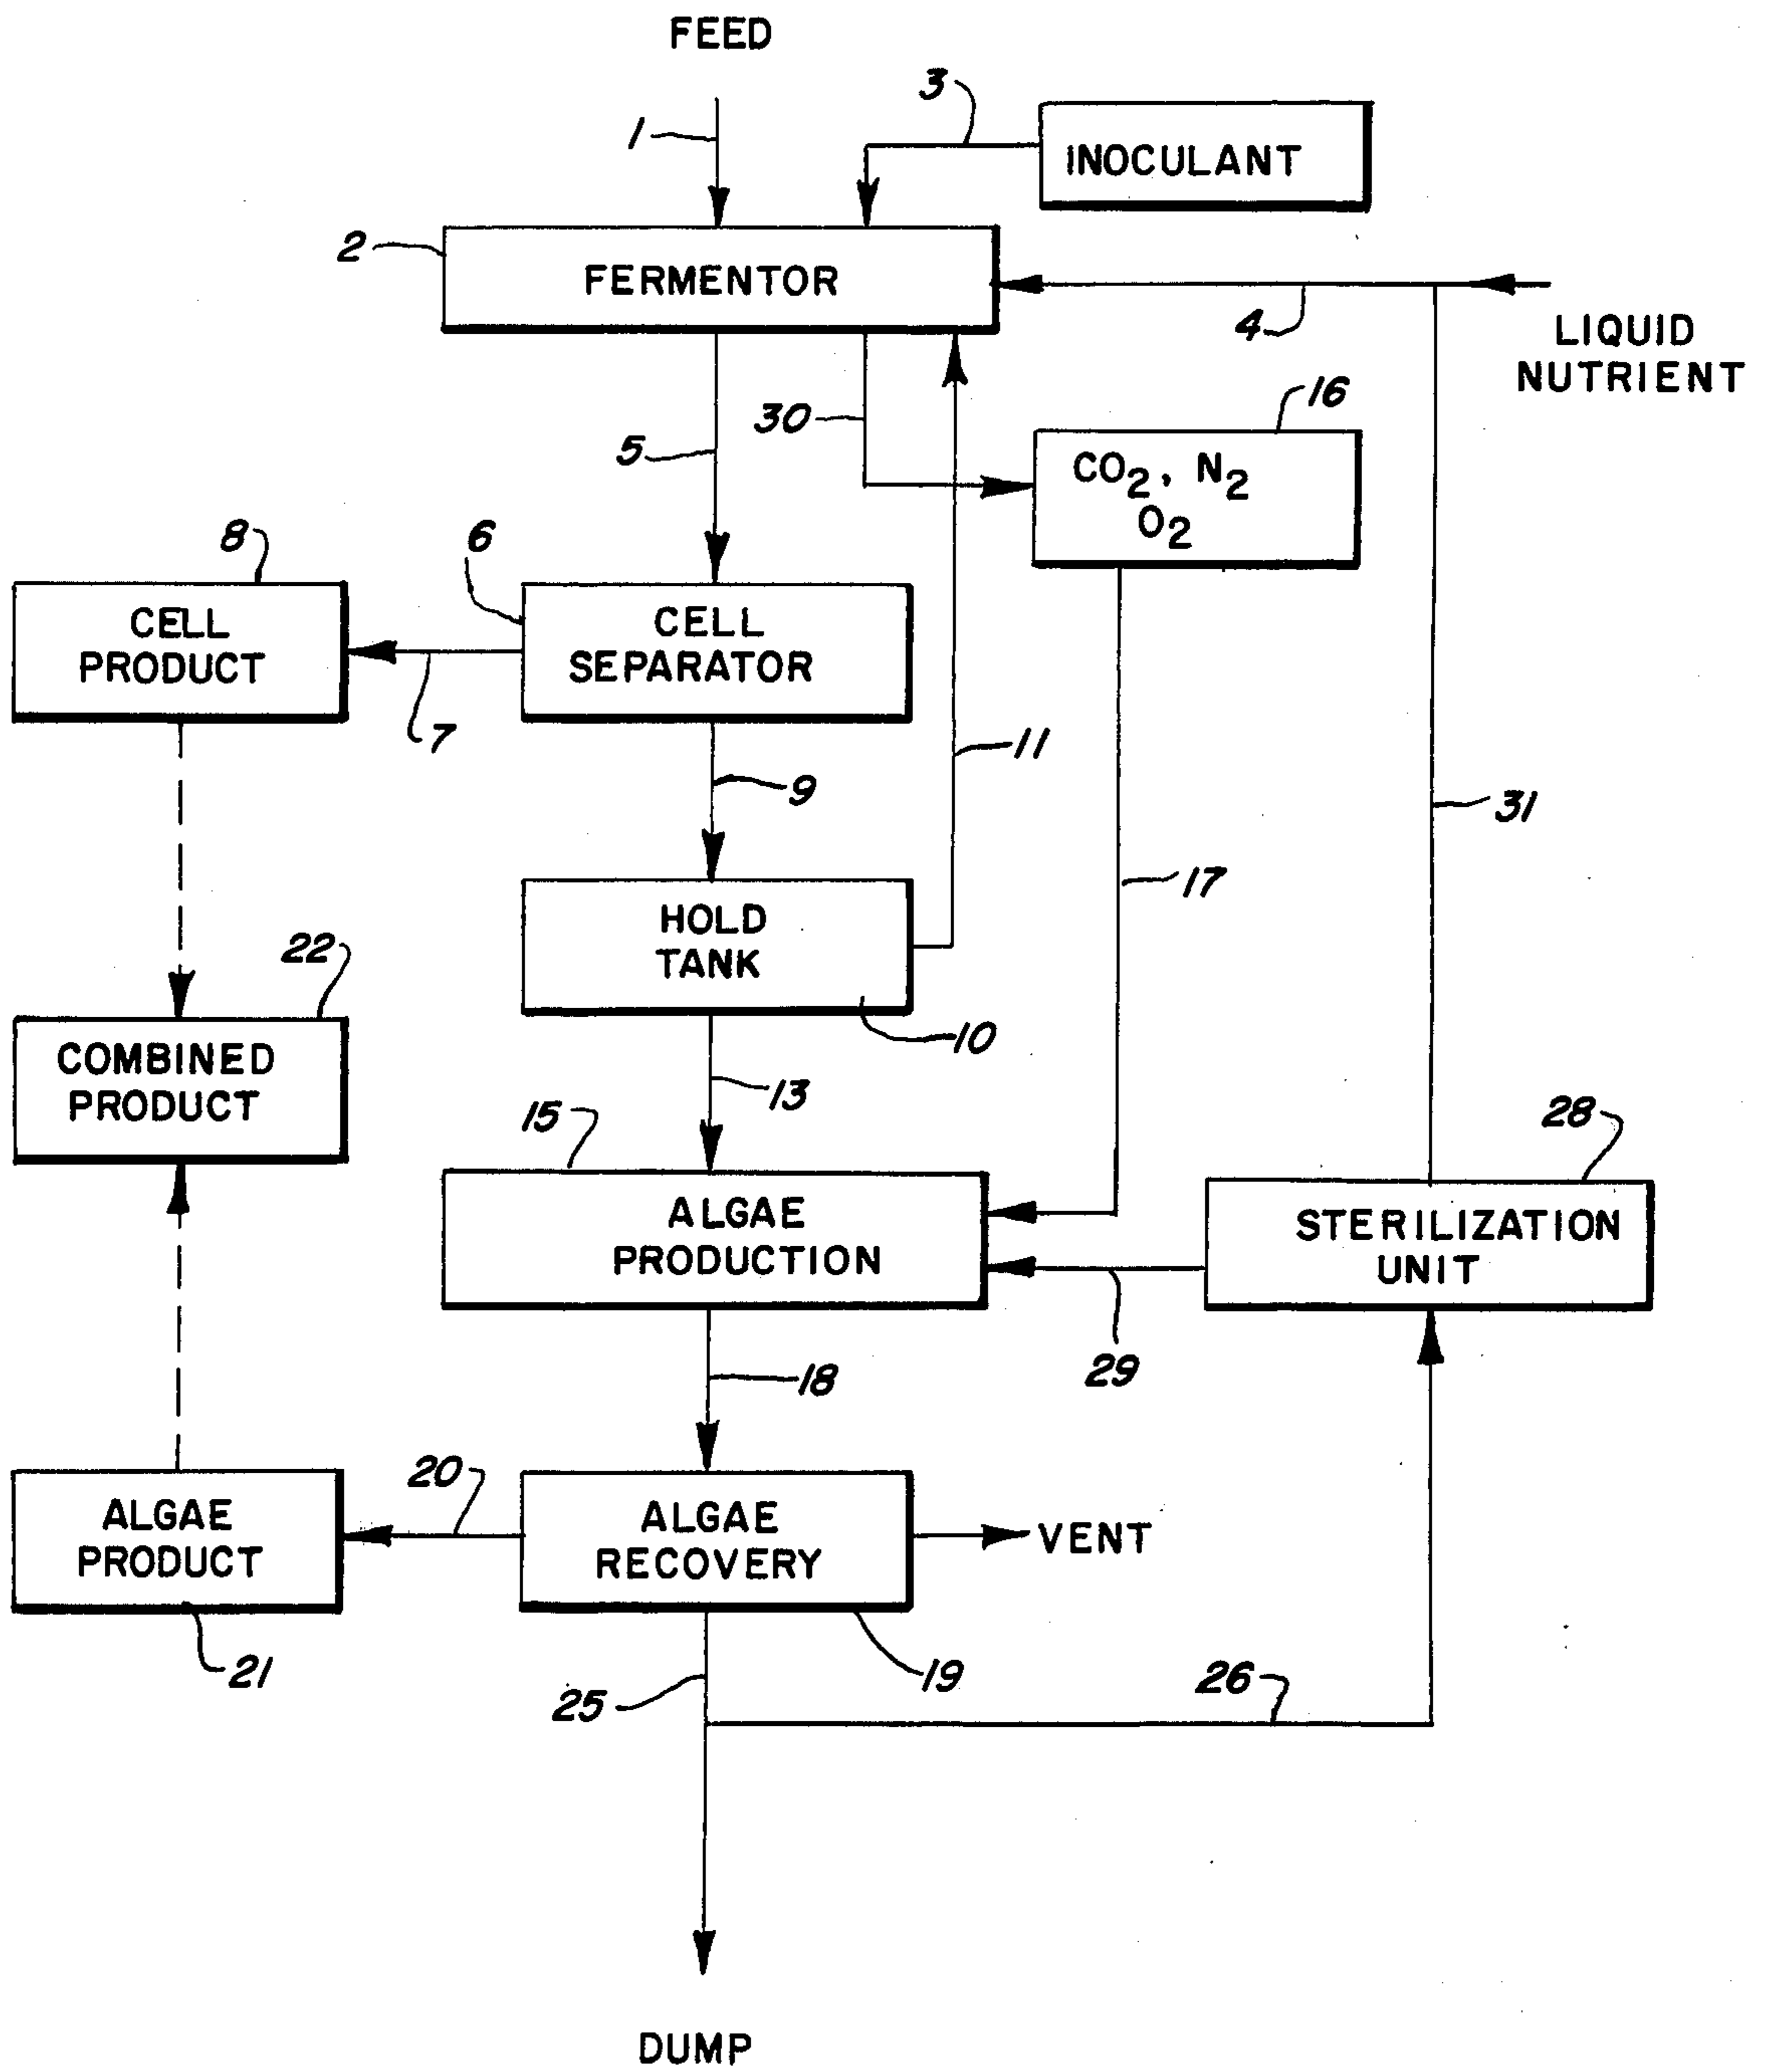 FEED
3
1
INOCULANT
2
FERMENTOR
4
LIQUID
NUTRIENT
16
30
5
CO2, N2
O2
8
6
CELL
PRODUCT
CELL
SEPARATOR
7
11
9
31
17
HOLD
TANK
22
10
COMBINED
PRODUCT
13
15
28
ALGAE
PRODUCTION
STERILIZATION
UNIT
29
18
20
ALGAE
PRODUCT
ALGAE
RECOVERY
VENT
21
19
25
26
DUMP